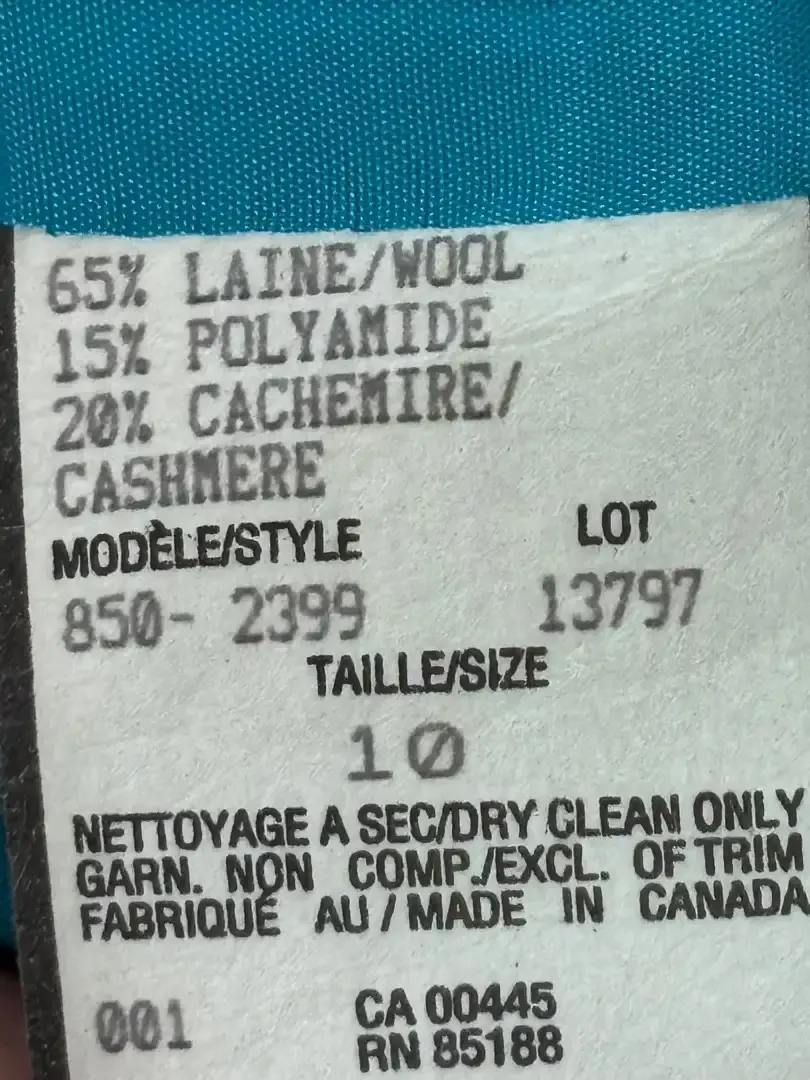 65% LAINE/WOOL
15% POLYAMIDE
20% CACHEMIRE/
CASHMERE
MODÈLE/STYLE LOT
850- 2399 13797
TAILLE/SIZE
10
NETTOYAGE A SEC/DRY CLEAN ONLY
GARN. NON COMP./EXCL. OF TRIM
FABRIQUÉ AU / MADE IN CANADA
001 CA 00445
RN 85188